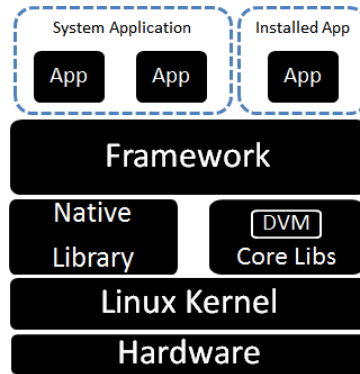 System Application
Installed App
App
App
App
Framework
Native
Library
DVM
Core Libs
Linux Kernel
Hardware